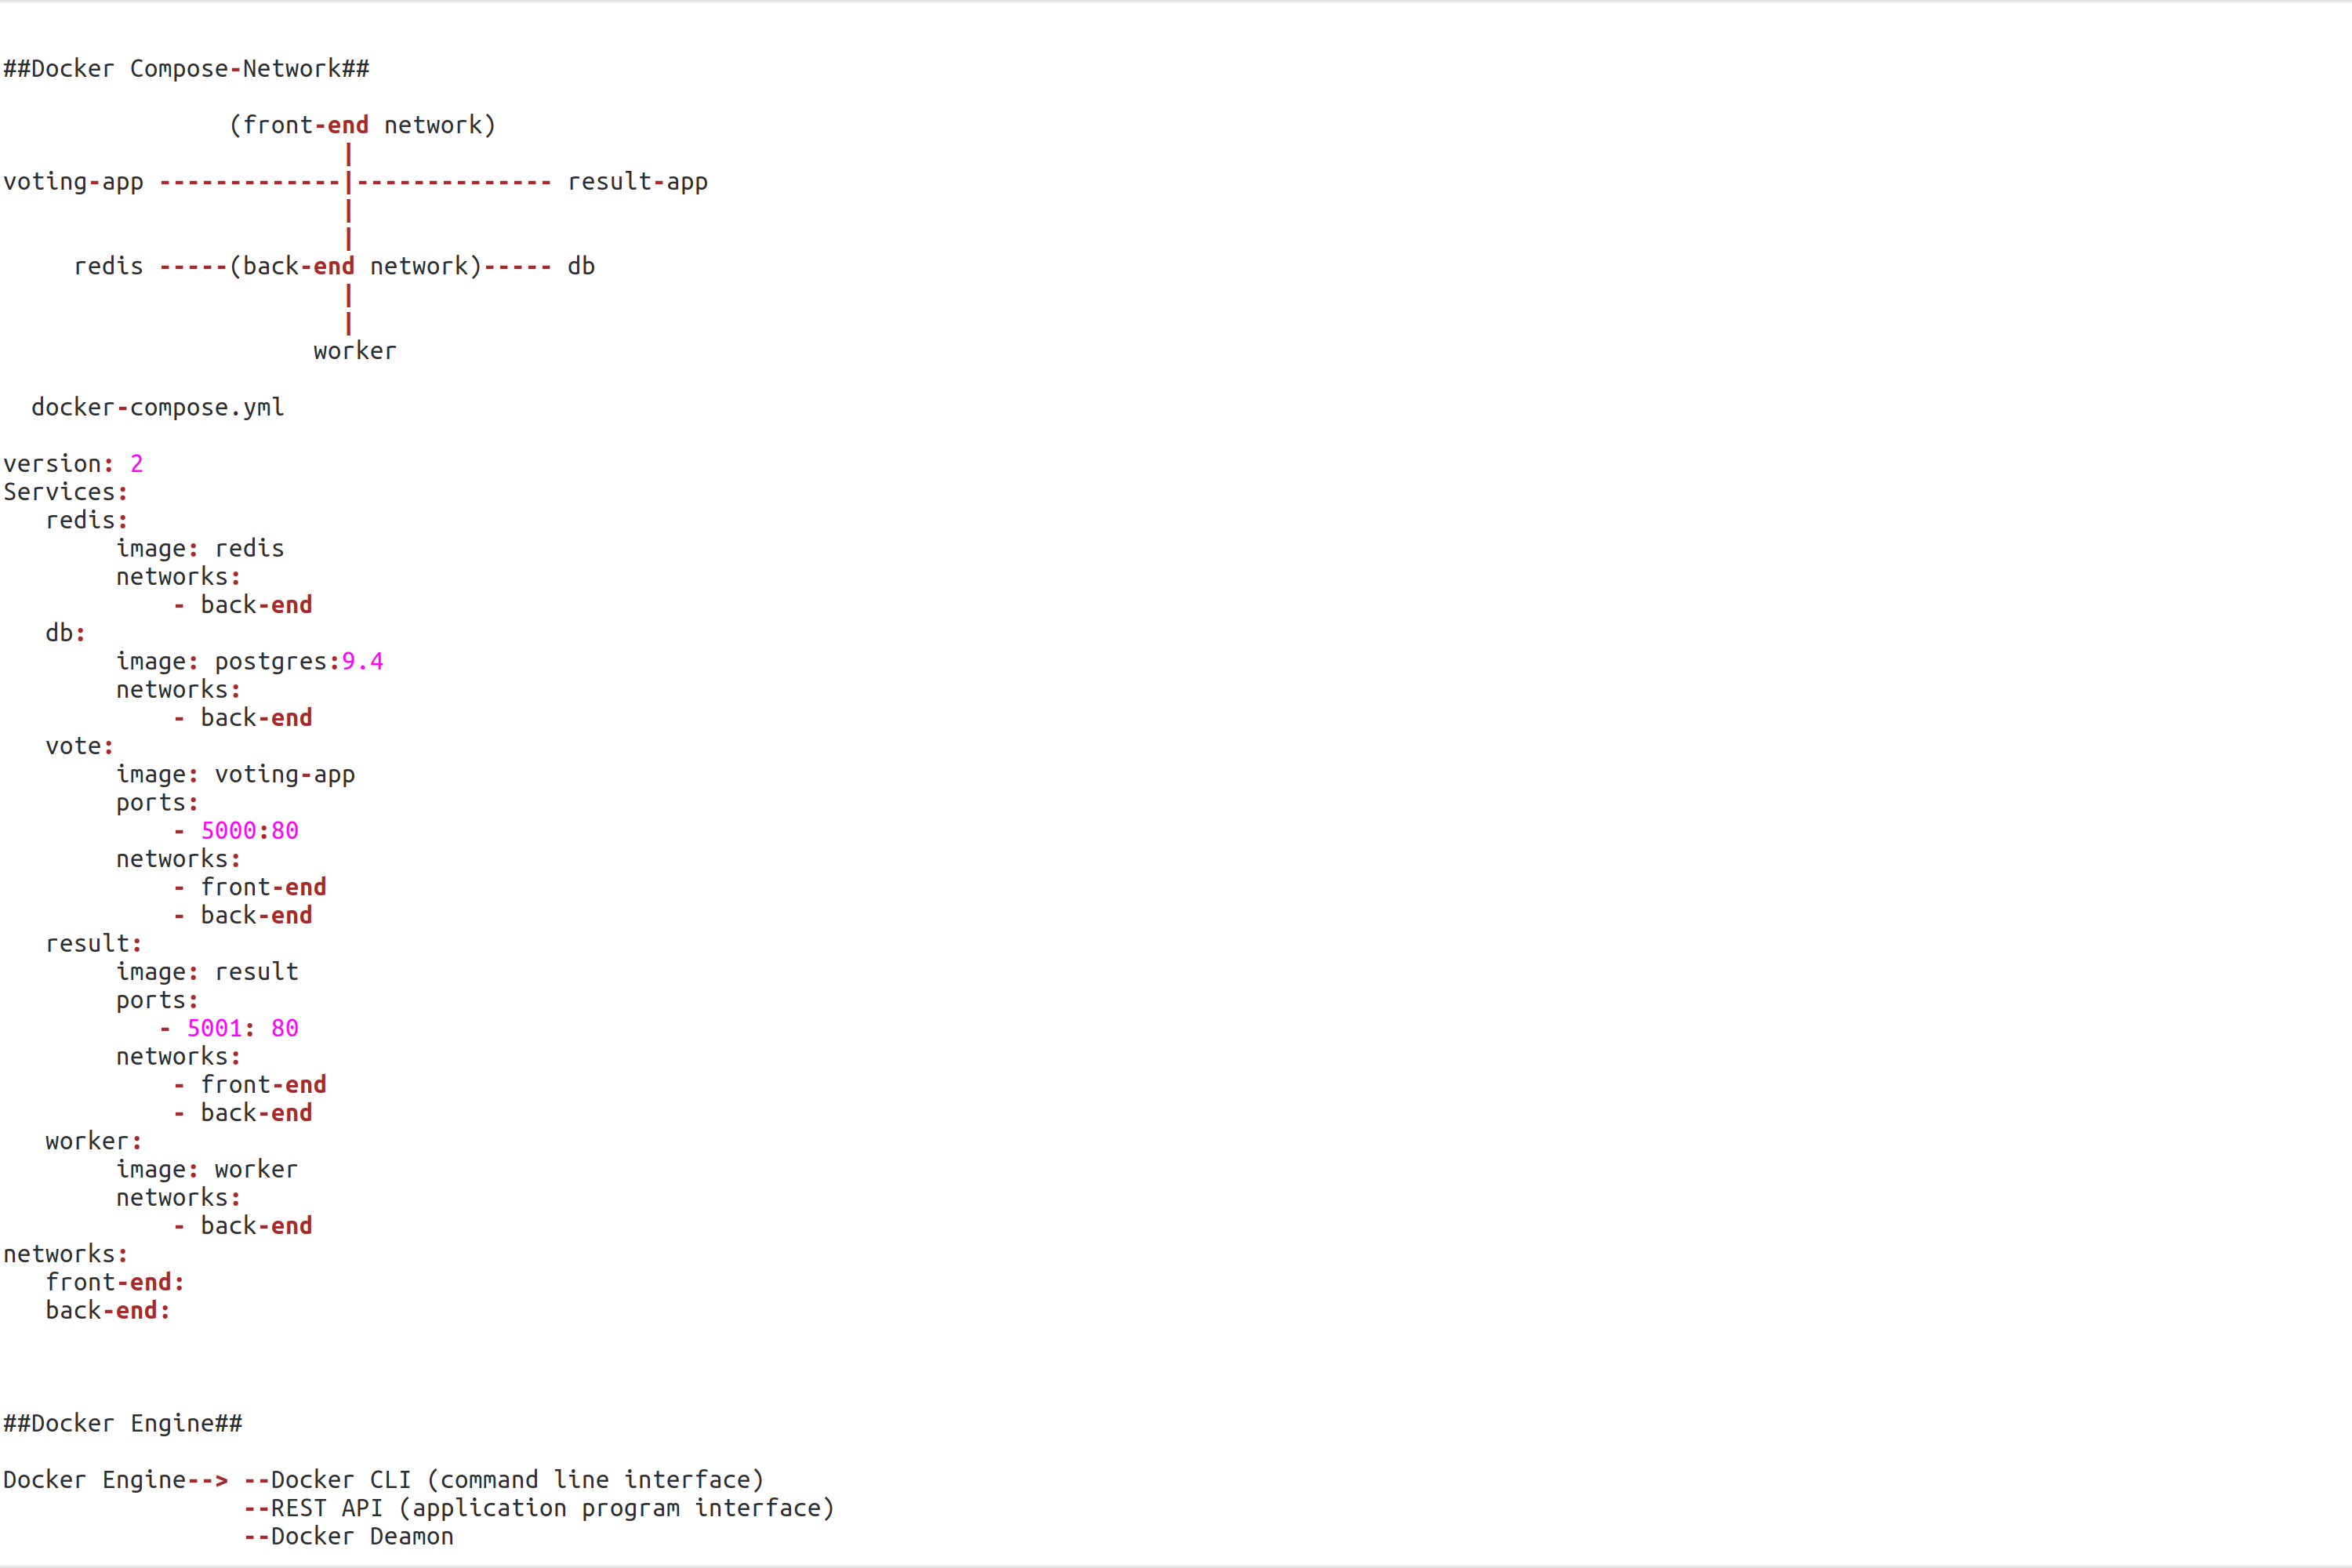 ##Docker Compose-Network##
(front-end network)
|
voting-app -------------|-------------- result-app
|
|
redis -----(back-end network)----- db
|
|
worker
docker-compose.yml
version: 2
Services:
redis:
image: redis
networks:
- back-end
db:
image: postgres:9.4
networks:
- back-end
vote:
image: voting-app
ports:
- 5000:80
networks:
- front-end
- back-end
result:
image: result
ports:
- 5001: 80
networks:
- front-end
- back-end
worker:
image: worker
networks:
- back-end
networks:
front-end:
back-end:
##Docker Engine##
Docker Engine--> --Docker CLI (command line interface)
--REST API (application program interface)
--Docker Deamon